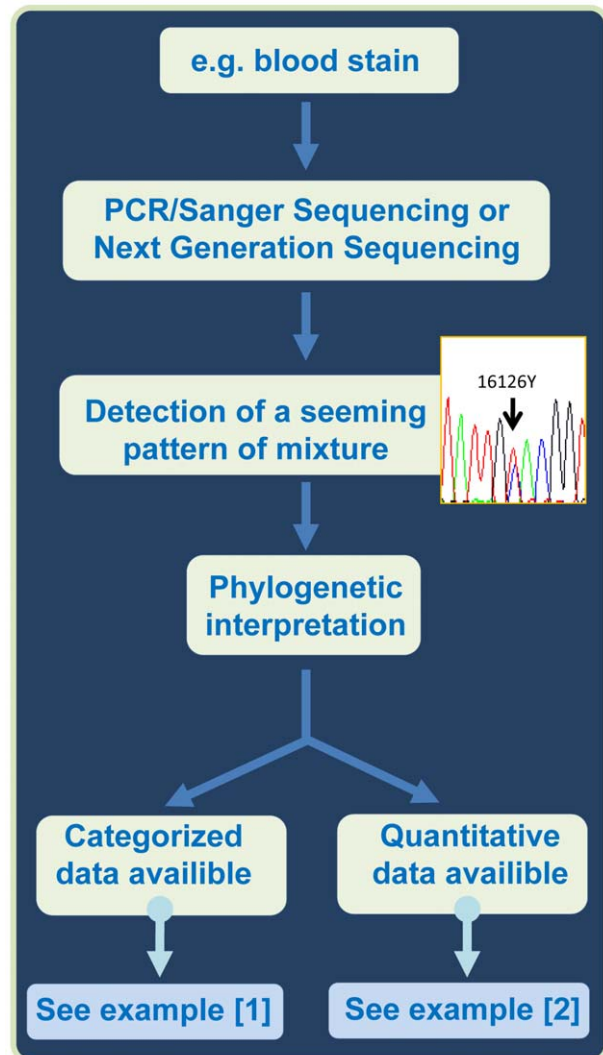 e.g. blood stain
PCR/Sanger Sequencing or
Next Generation Sequencing
16126Y
Detection of a seeming
pattern of mixture
Phylogenetic
interpretation
Categorized
data availible
Quantitative
data availible
See example [1]
See example [2]